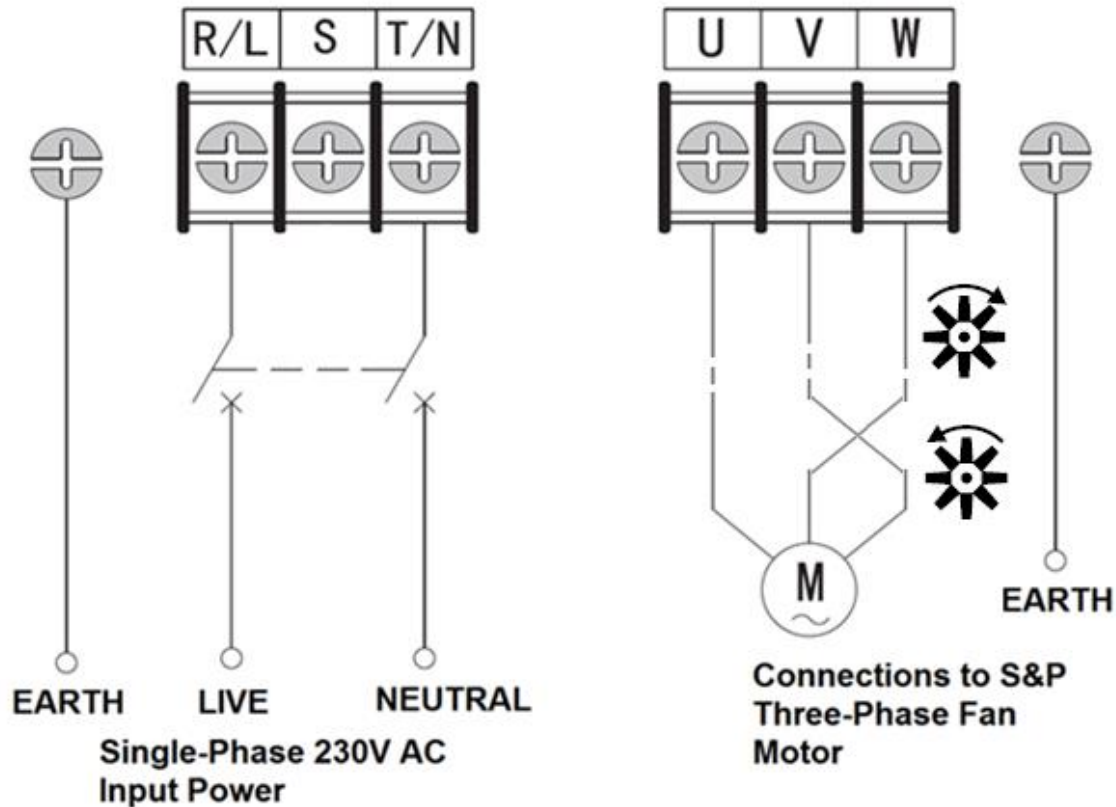 R/L S T/N
U V W
M
EARTH
LIVE
NEUTRAL
Single-Phase 230V AC
Input Power
EARTH
Connections to S&P
Three-Phase Fan
Motor